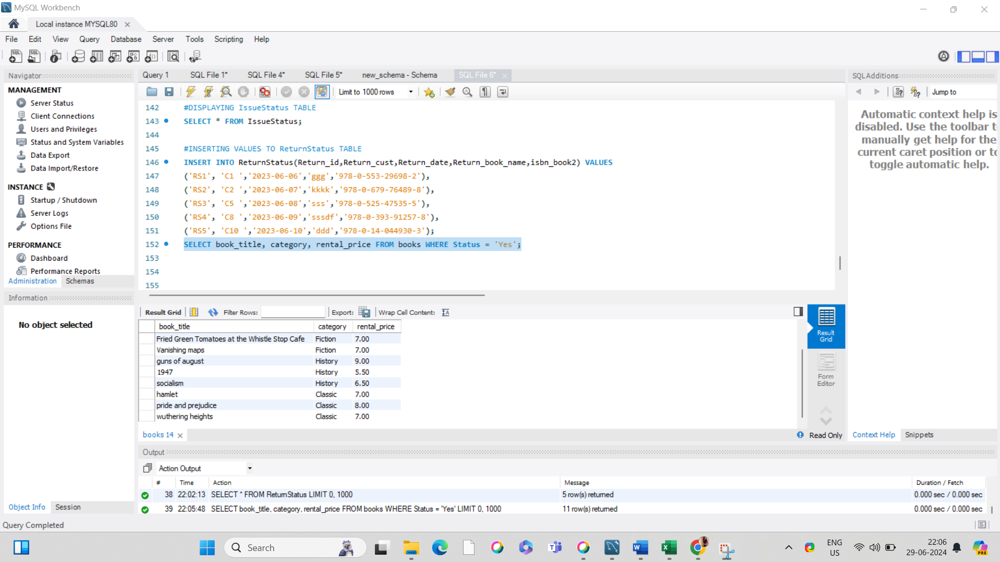 MySQL Workbench
Local instance MYSQL80
File Edit View Query Database Server Tools Scripting Help
Navigator
MANAGEMENT
Server Status
Client Connections
Users and Privileges
Status and System Variables
Data Export
Data Import/Restore
INSTANCE
Startup / Shutdown
Server Logs
Options File
PERFORMANCE
Dashboard
Performance Reports
Administration Schemas
Information
No object selected
Object Info Session
Query 1 SQL File 1* SQL File 4* SQL File 5* new_schema - Schema SQL File 6*
Limit to 1000 rows
142 #DISPLAYING IssueStatus TABLE
143 SELECT * FROM IssueStatus;
144
145 #INSERTING VALUES TO ReturnStatus TABLE
146 INSERT INTO ReturnStatus(Return_id,Return_cust,Return_date,Return_book_name,isbn_book2) VALUES
147 ('RS1', 'C1 ','2023-06-06','ggg','978-0-553-29698-2'),
148 ('RS2', 'C2 ','2023-06-07','kkkk','978-0-679-76489-8'),
149 ('RS3', 'C5 ','2023-06-08','sss','978-0-525-47535-5'),
150 ('RS4', 'C8 ','2023-06-09','sssdf','978-0-393-91257-8'),
151 ('RS5', 'C10 ','2023-06-10','ddd','978-0-14-044930-3');
152 SELECT book_title, category, rental_price FROM books WHERE Status = 'Yes';
153
154
155
Result Grid Filter Rows: Export: Wrap Cell Content:
book_title category rental_price
Fried Green Tomatoes at the Whistle Stop Cafe Fiction 7.00
Vanishing maps Fiction 7.00
guns of august History 9.00
1947 History 5.50
socialism History 6.50
hamlet Classic 7.00
pride and prejudice Classic 8.00
wuthering heights Classic 7.00
Result
Grid
Form
Editor
books 14
Read Only
SQLAdditions
Jump to
Automatic context help is
disabled. Use the toolbar t
manually get help for the
current caret position or to
toggle automatic help.
Context Help Snippets
Output
Action Output
# Time Action Message Duration / Fetch
38 22:02:13 SELECT * FROM ReturnStatus LIMIT 0, 1000 5 row(s) returned 0.000 sec / 0.000 sec
39 22:05:48 SELECT book_title, category, rental_price FROM books WHERE Status = 'Yes' LIMIT 0, 1000 11 row(s) returned 0.000 sec / 0.000 sec
Query Completed
Search
ENG
US
22:06
29-06-2024
PRE